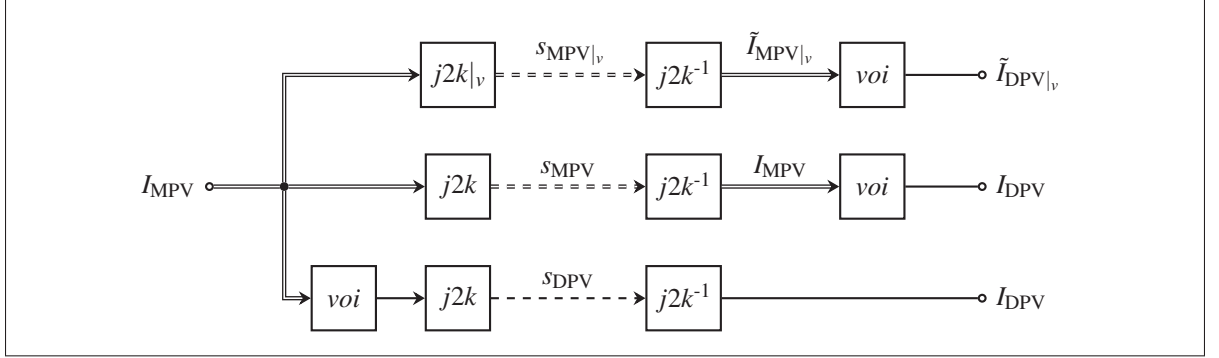 s_MPV|v Ĩ_MPV|v
j2k|v j2k⁻¹ voi Ĩ_DPV|v
s_MPV I_MPV
I_MPV j2k j2k⁻¹ voi I_DPV
s_DPV
voi j2k j2k⁻¹ I_DPV